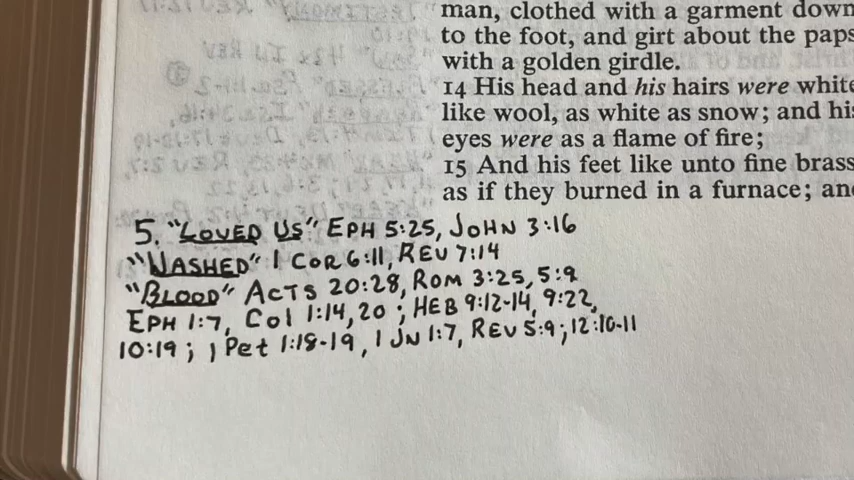 man, clothed with a garment down
to the foot, and girt about the paps
with a golden girdle.
14 His head and his hairs were white
like wool, as white as snow; and his
eyes were as a flame of fire;
15 And his feet like unto fine brass
as if they burned in a furnace; and
5. "LOVED US" EPH 5:25, JOHN 3:16
"WASHED" 1 COR 6:11, REV 7:14
"BLOOD" ACTS 20:28, ROM 3:25, 5:9
EPH 1:7, COl 1:14,20 ; HEB 9:12-14, 9:22,
10:19 ; 1 Pet 1:18-19, 1 JN 1:7, REV 5:9 ; 12:10-11